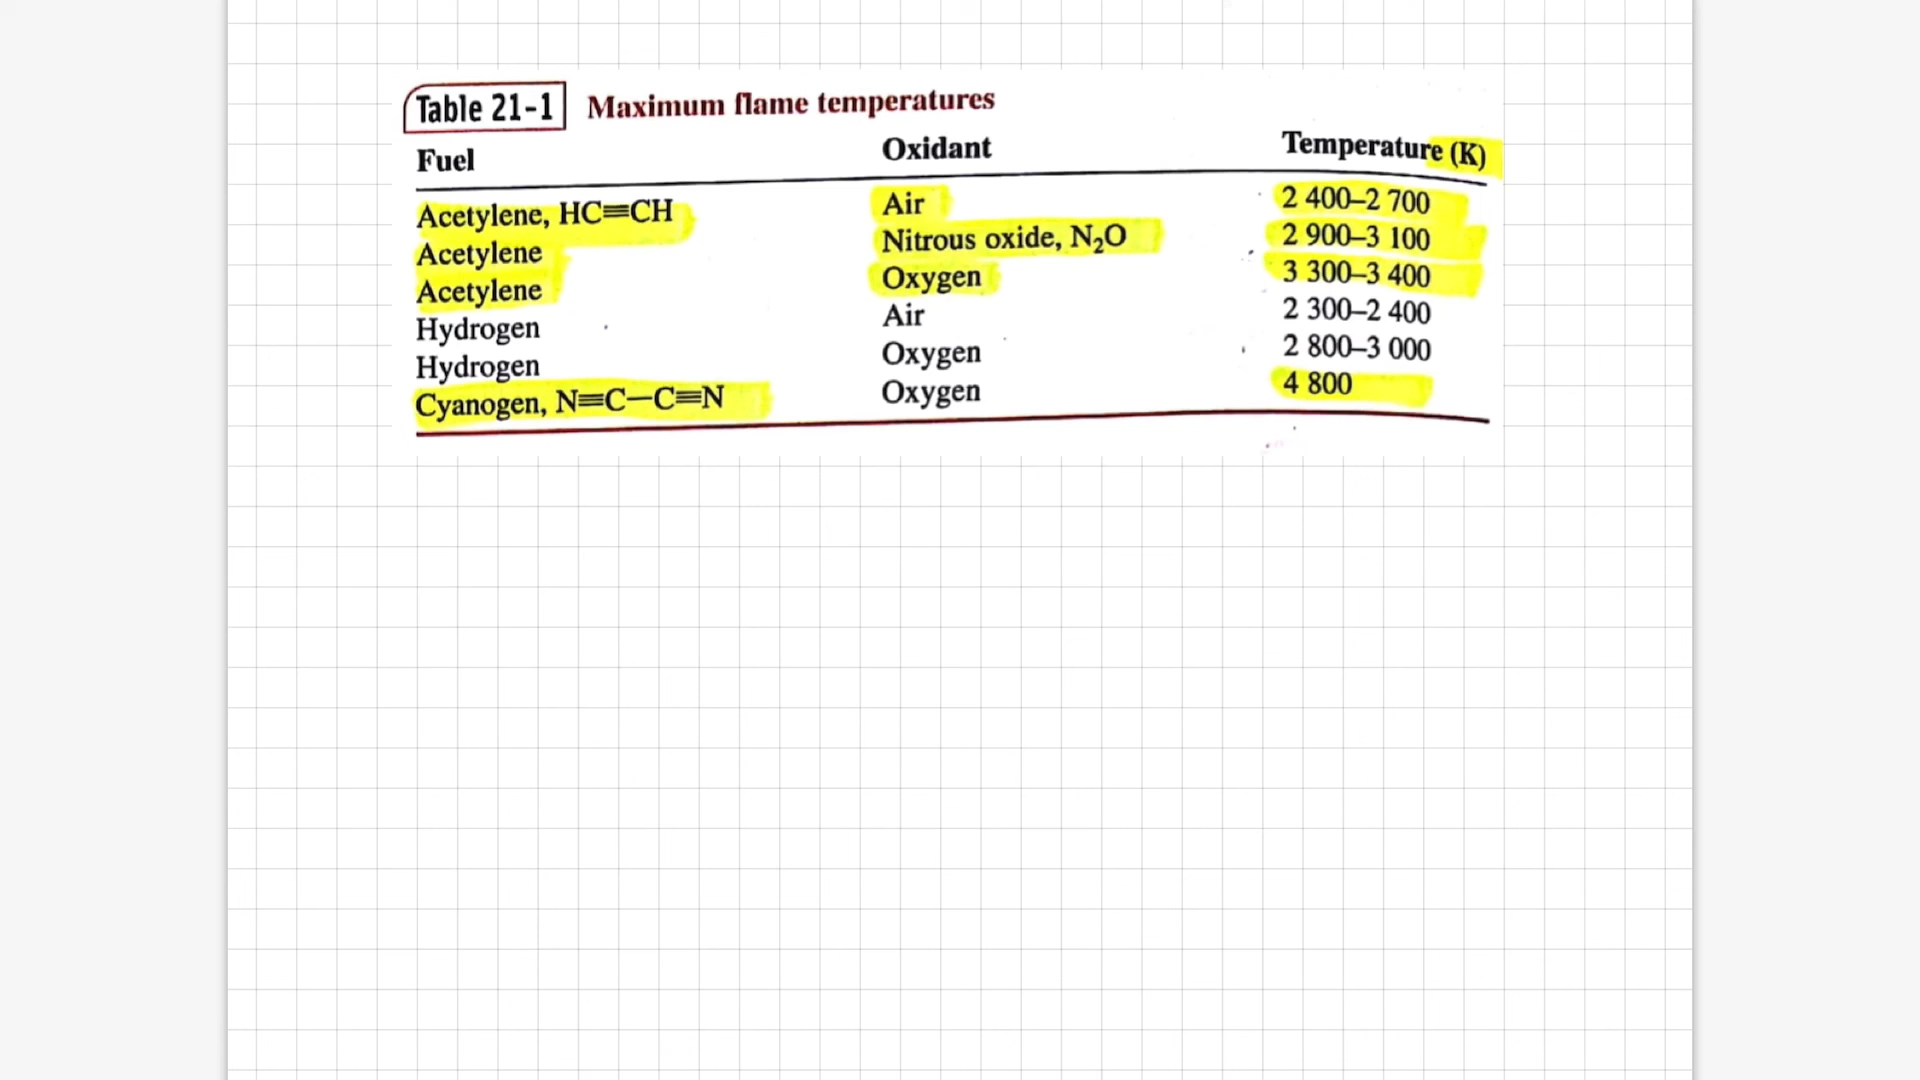 Table 21-1 Maximum flame temperatures
Fuel Oxidant Temperature (K)
Acetylene, HC≡CH Air 2 400–2 700
Acetylene Nitrous oxide, N₂O 2 900–3 100
Acetylene Oxygen 3 300–3 400
Hydrogen Air 2 300–2 400
Hydrogen Oxygen 2 800–3 000
Cyanogen, N≡C—C≡N Oxygen 4 800